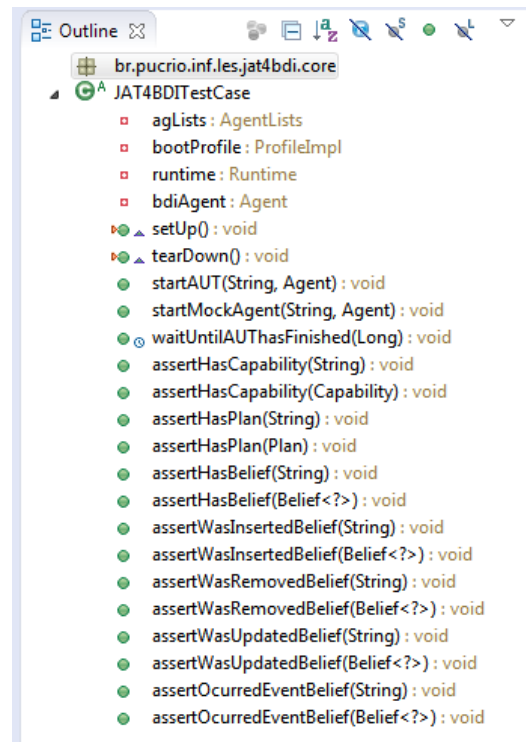 Outline
br.pucrio.inf.les.jat4bdi.core
JAT4BDITestCase
agLists : AgentLists
bootProfile : ProfileImpl
runtime : Runtime
bdiAgent : Agent
setUp() : void
tearDown() : void
startAUT(String, Agent) : void
startMockAgent(String, Agent) : void
waitUntilAUThasFinished(Long) : void
assertHasCapability(String) : void
assertHasCapability(Capability) : void
assertHasPlan(String) : void
assertHasPlan(Plan) : void
assertHasBelief(String) : void
assertHasBelief(Belief<?>) : void
assertWasInsertedBelief(String) : void
assertWasInsertedBelief(Belief<?>) : void
assertWasRemovedBelief(String) : void
assertWasRemovedBelief(Belief<?>) : void
assertWasUpdatedBelief(String) : void
assertWasUpdatedBelief(Belief<?>) : void
assertOcurredEventBelief(String) : void
assertOcurredEventBelief(Belief<?>) : void